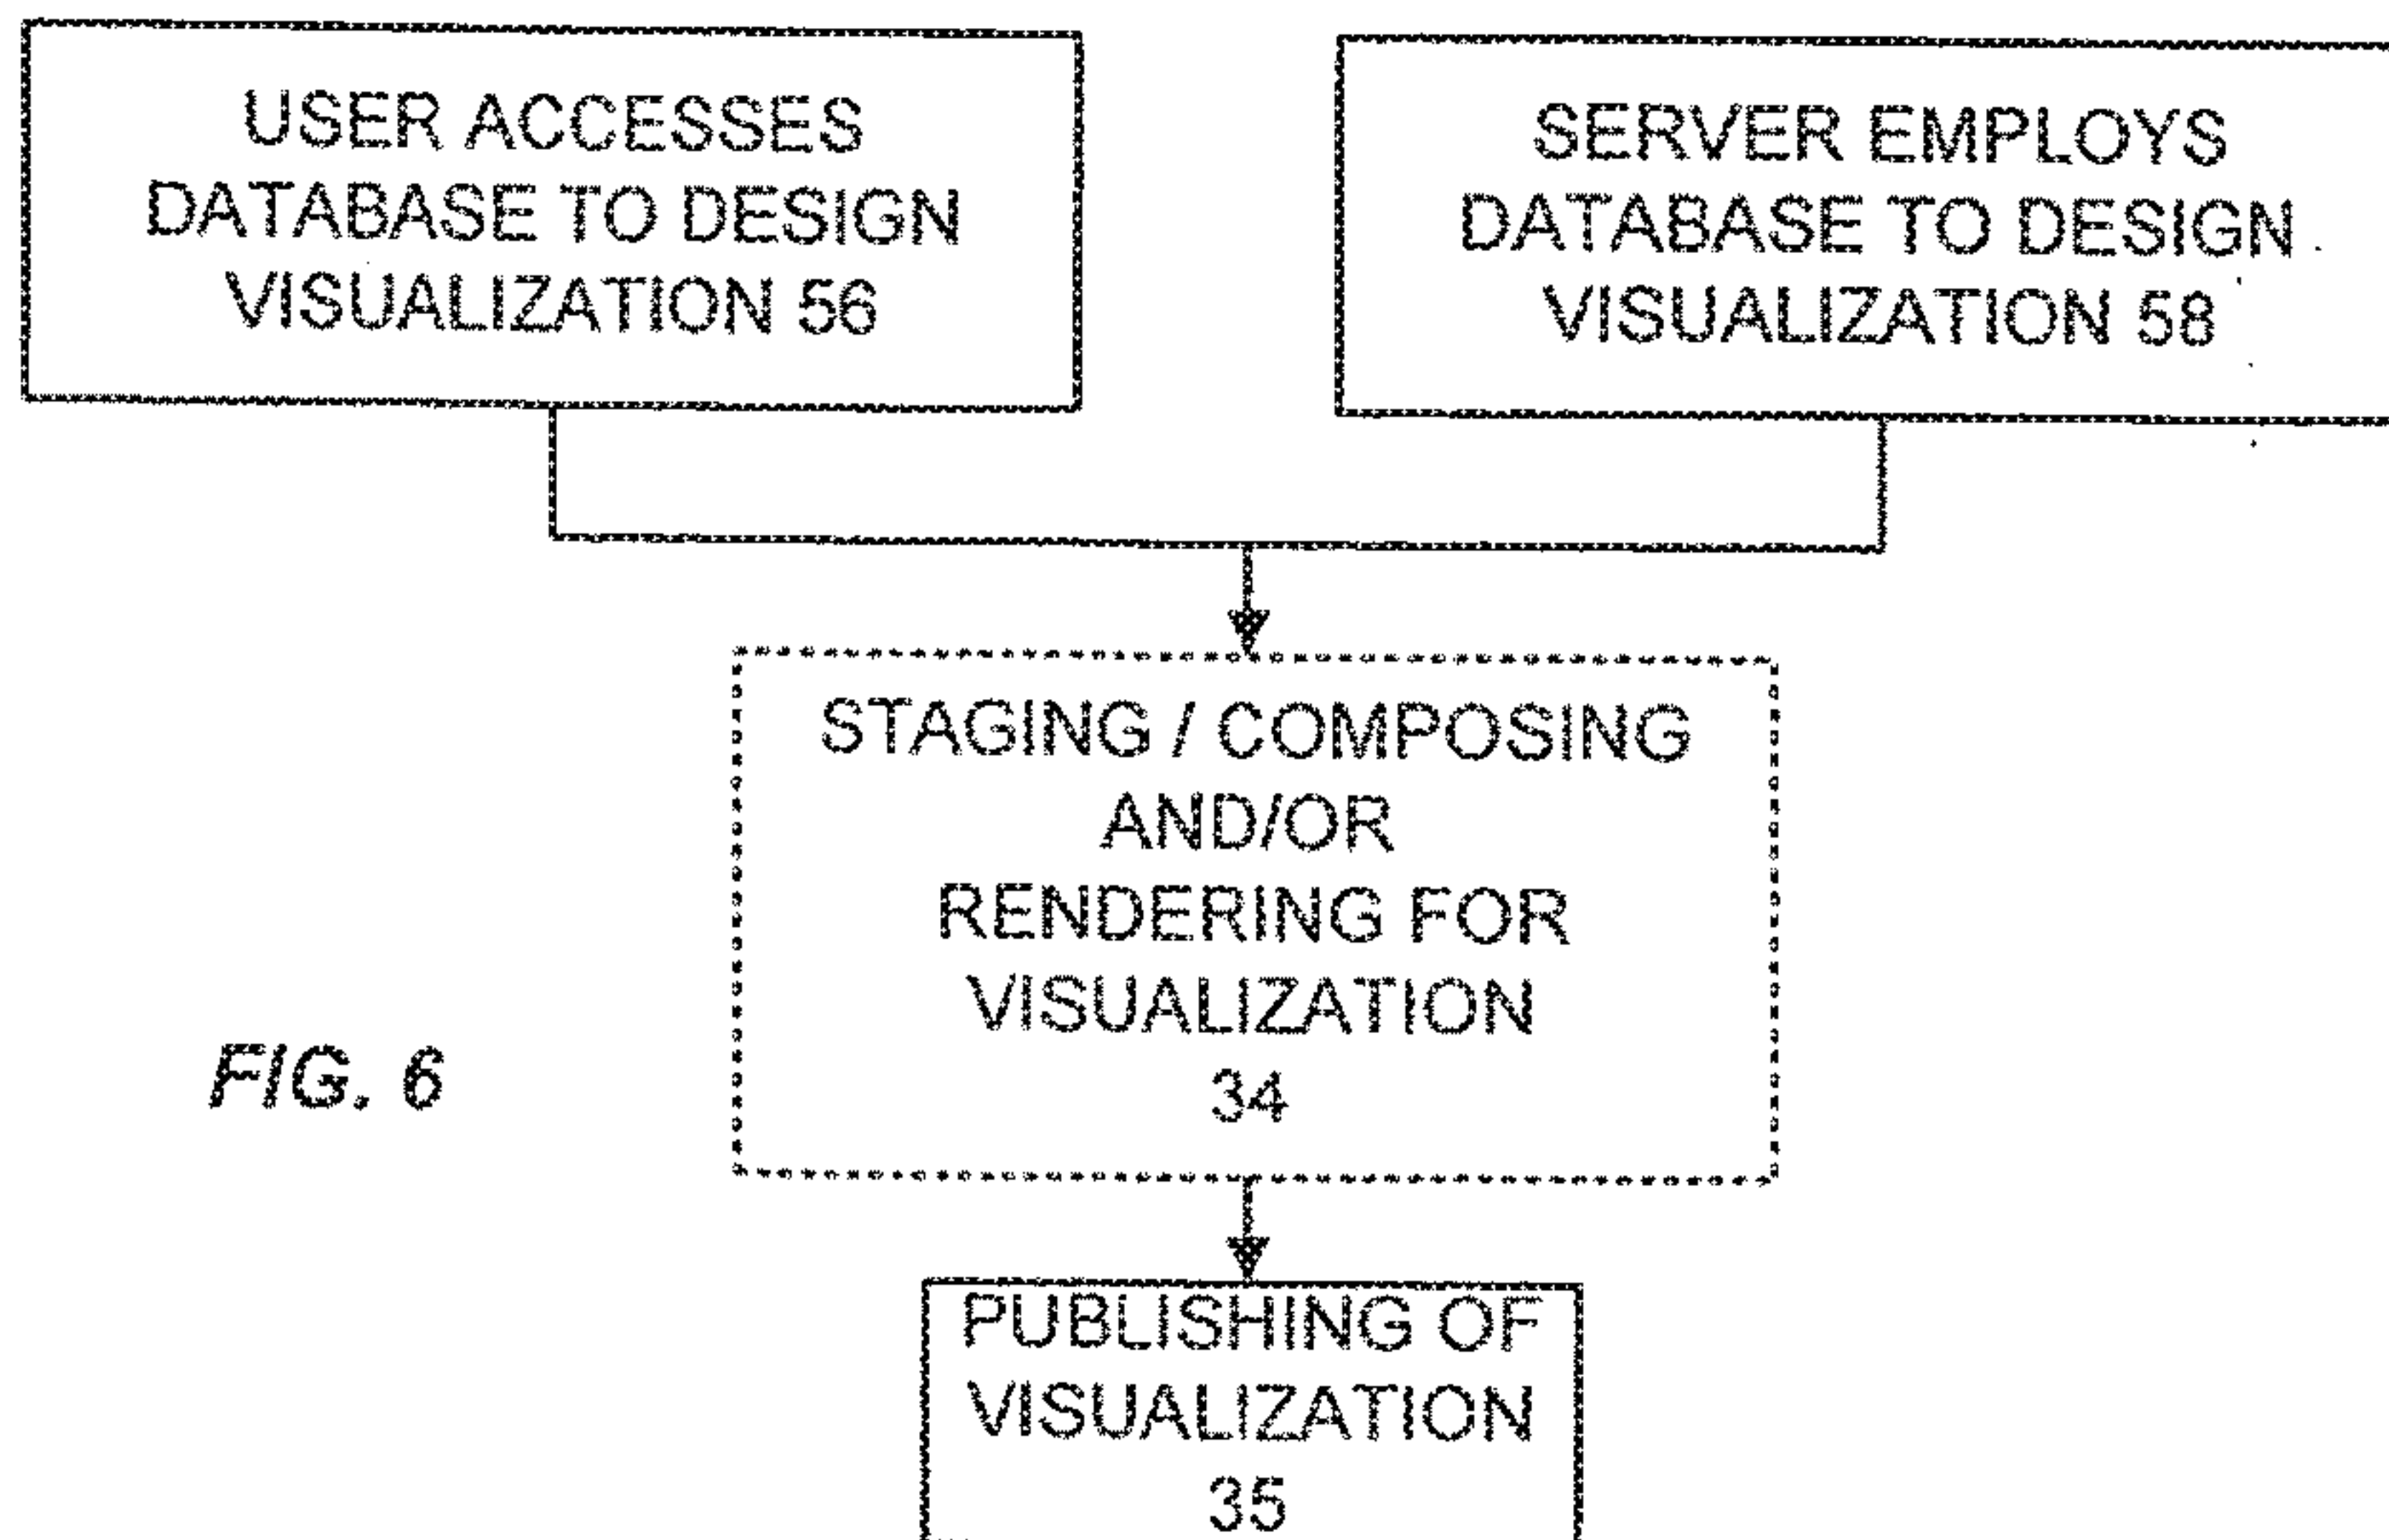 USER ACCESSES
DATABASE TO DESIGN
VISUALIZATION 56
SERVER EMPLOYS
DATABASE TO DESIGN
VISUALIZATION 58
STAGING / COMPOSING
AND/OR
RENDERING FOR
VISUALIZATION
34
FIG. 6
PUBLISHING OF
VISUALIZATION
35